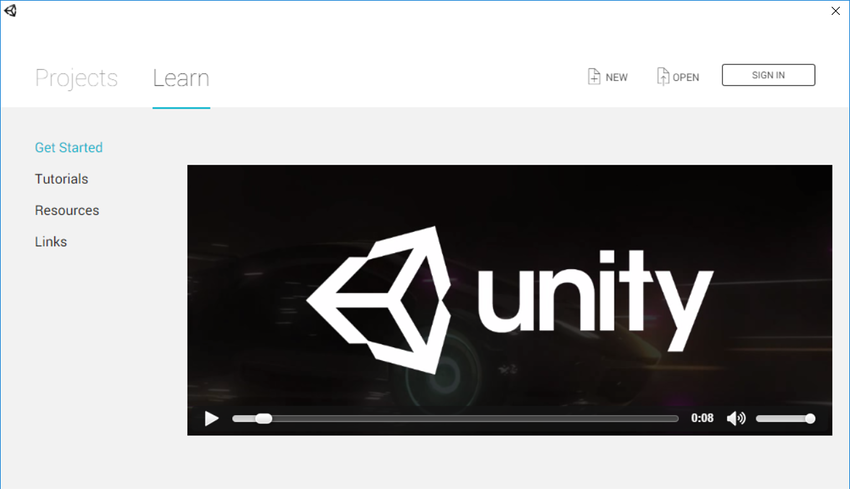 Projects Learn NEW OPEN SIGN IN
Get Started
Tutorials
Resources
Links
unity
0:08